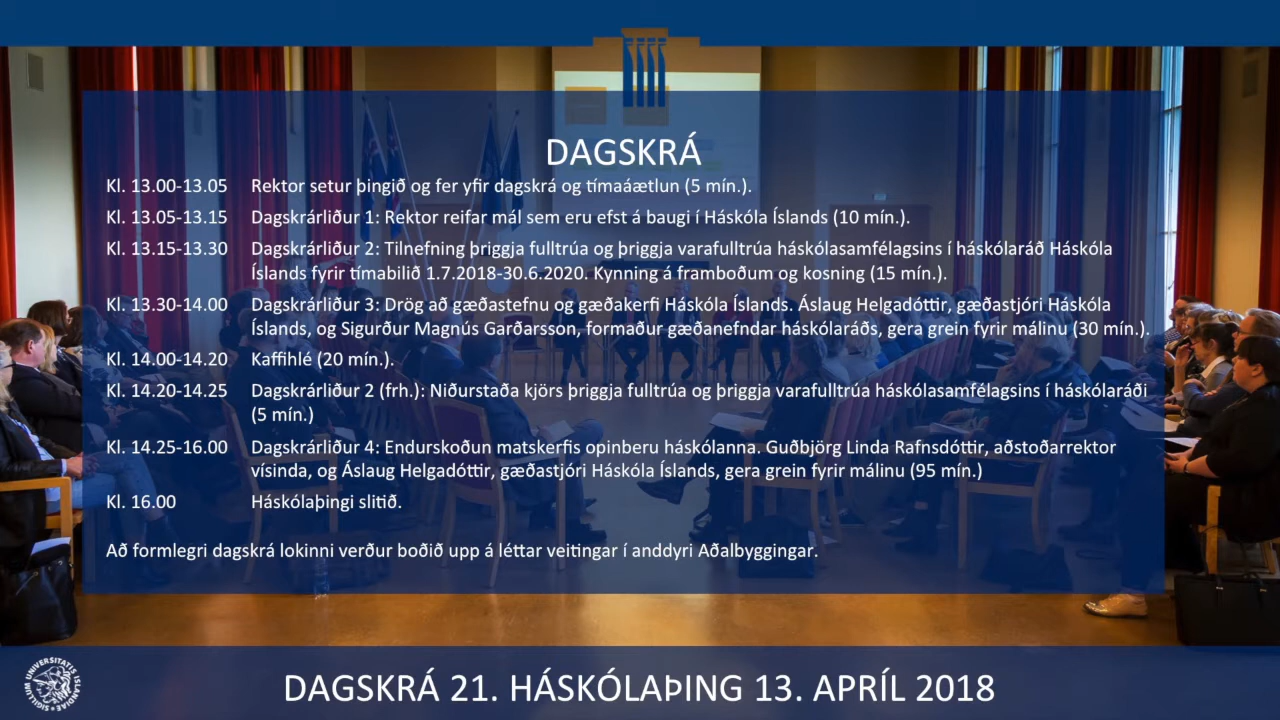 DAGSKRÁ
Kl. 13.00-13.05 Rektor setur þingið og fer yfir dagskrá og tímaáætlun (5 mín.).
Kl. 13.05-13.15 Dagskrárliður 1: Rektor reifar mál sem eru efst á baugi í Háskóla Íslands (10 mín.).
Kl. 13.15-13.30 Dagskrárliður 2: Tilnefning þriggja fulltrúa og þriggja varafulltrúa háskólasamfélagsins í háskólaráð Háskóla
Íslands fyrir tímabilið 1.7.2018-30.6.2020. Kynning á framboðum og kosning (15 mín.).
Kl. 13.30-14.00 Dagskrárliður 3: Drög að gæðastefnu og gæðakerfi Háskóla Íslands. Áslaug Helgadóttir, gæðastjóri Háskóla
Íslands, og Sigurður Magnús Garðarsson, formaður gæðanefndar háskólaráðs, gera grein fyrir málinu (30 mín.).
Kl. 14.00-14.20 Kaffihlé (20 mín.).
Kl. 14.20-14.25 Dagskrárliður 2 (frh.): Niðurstaða kjörs þriggja fulltrúa og þriggja varafulltrúa háskólasamfélagsins í háskólaráði
(5 mín.)
Kl. 14.25-16.00 Dagskrárliður 4: Endurskoðun matskerfis opinberu háskólanna. Guðbjörg Linda Rafnsdóttir, aðstoðarrektor
vísinda, og Áslaug Helgadóttir, gæðastjóri Háskóla Íslands, gera grein fyrir málinu (95 mín.)
Kl. 16.00 Háskólaþingi slitið.
Að formlegri dagskrá lokinni verður boðið upp á léttar veitingar í anddyri Aðalbyggingar.
SIGILLUM UNIVERSITATIS ISLANDIAE
DAGSKRÁ 21. HÁSKÓLAÞING 13. APRÍL 2018